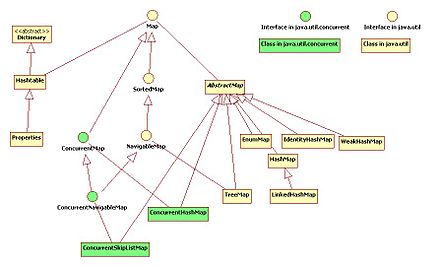 Map
Interface in java.util.concurrent
Interface in java.util
<<abstract>>
Dictionary
Class in java.util.concurrent
Class in java.util
Hashtable
SortedMap
AbstractMap
Properties
ConcurrentMap
NavigableMap
EnumMap
IdentityHashMap
WeakHashMap
HashMap
TreeMap
LinkedHashMap
ConcurrentNavigableMap
ConcurrentHashMap
ConcurrentSkipListMap